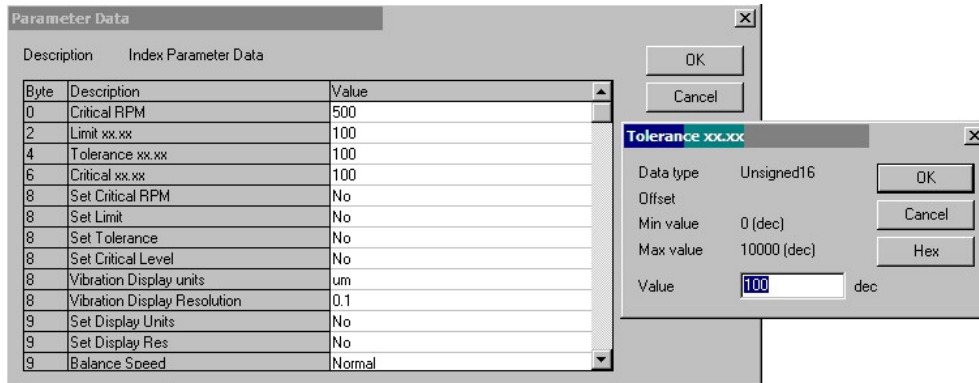 Parameter Data
Description Index Parameter Data
OK
Cancel
Byte Description Value
0 Critical RPM 500
2 Limit xx.xx 100
4 Tolerance xx.xx 100
6 Critical xx.xx 100
8 Set Critical RPM No
8 Set Limit No
8 Set Tolerance No
8 Set Critical Level No
8 Vibration Display units um
8 Vibration Display Resolution 0.1
9 Set Display Units No
9 Set Display Res No
9 Balance Speed Normal
Tolerance xx.xx
Data type Unsigned16
Offset
Min value 0 (dec)
Max value 10000 (dec)
Value 100 dec
OK
Cancel
Hex